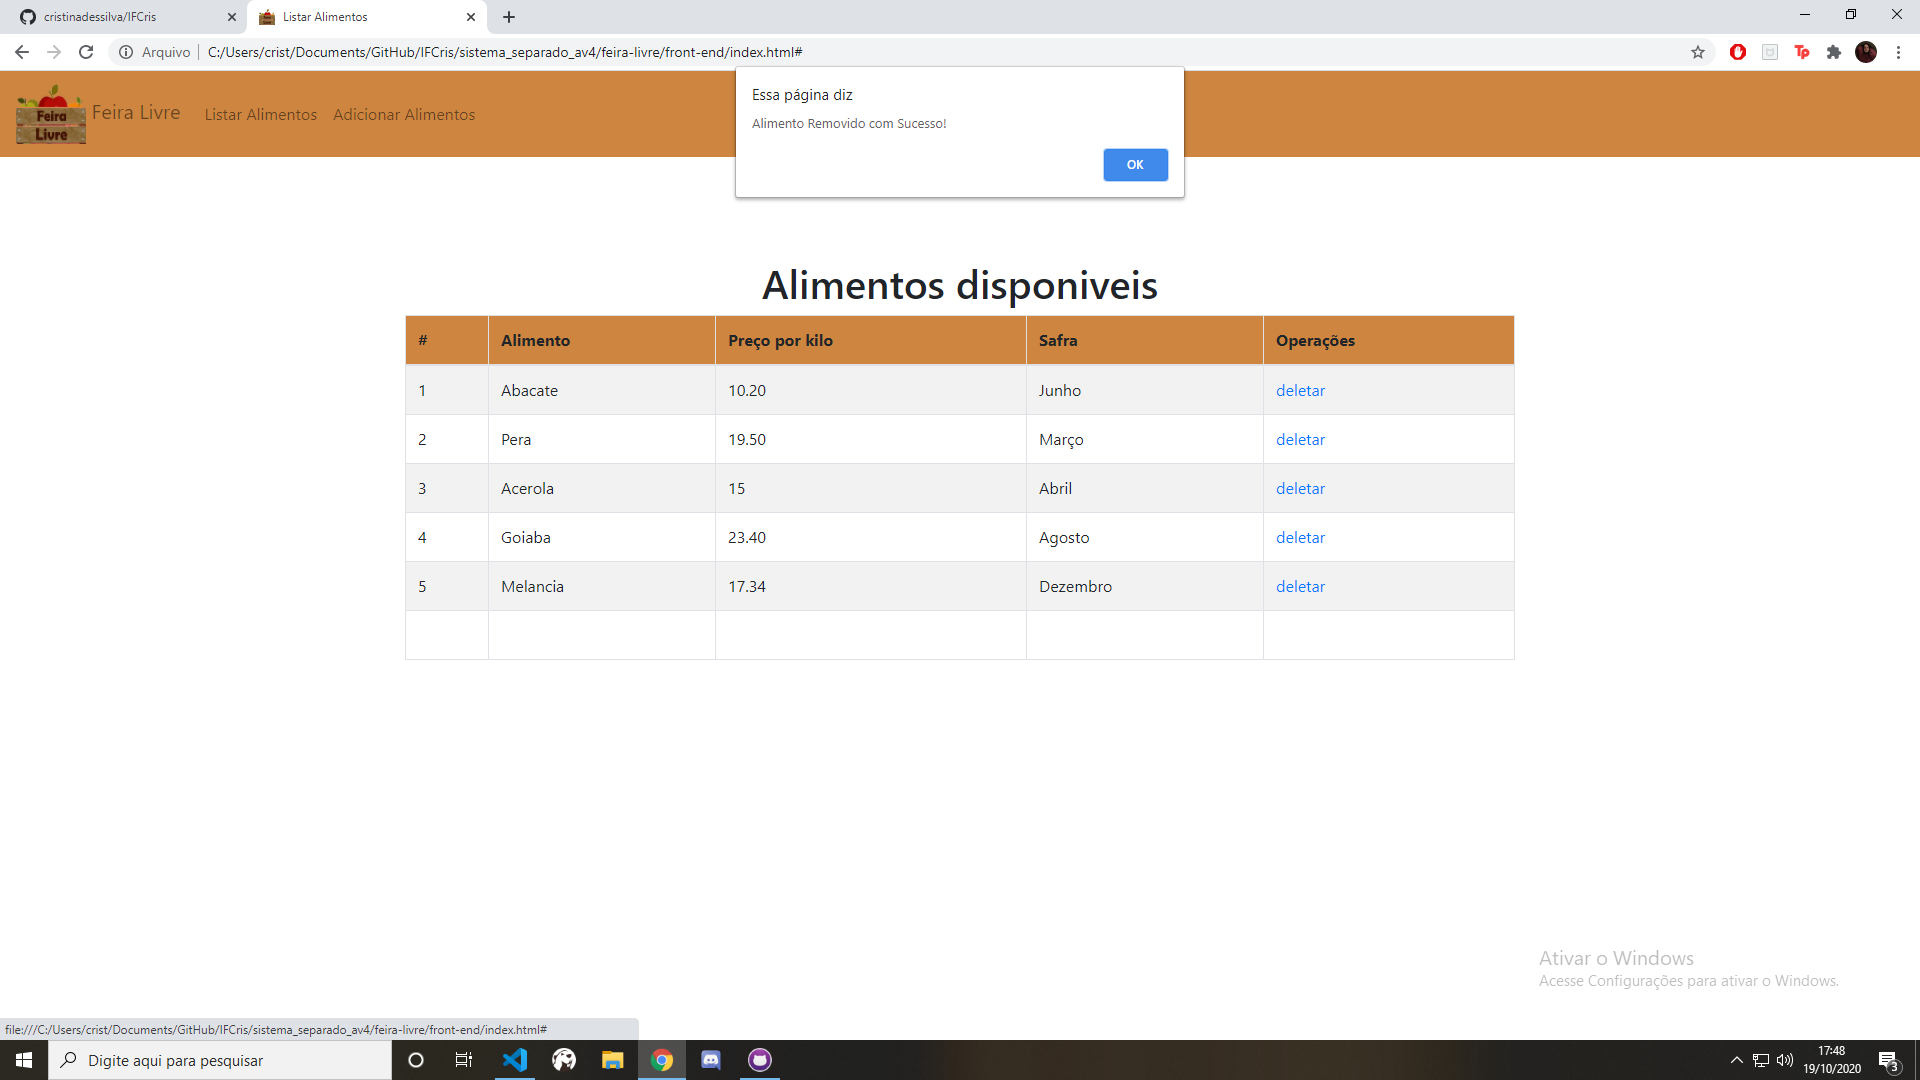 cristinadessilva/IFCris
Listar Alimentos
Arquivo
C:/Users/crist/Documents/GitHub/IFCris/sistema_separado_av4/feira-livre/front-end/index.html#
Tp
Feira
Livre
Feira Livre
Listar Alimentos
Adicionar Alimentos
Essa página diz
Alimento Removido com Sucesso!
OK
Alimentos disponiveis
# Alimento Preço por kilo Safra Operações
1 Abacate 10.20 Junho deletar
2 Pera 19.50 Março deletar
3 Acerola 15 Abril deletar
4 Goiaba 23.40 Agosto deletar
5 Melancia 17.34 Dezembro deletar
Ativar o Windows
Acesse Configurações para ativar o Windows.
file:///C:/Users/crist/Documents/GitHub/IFCris/sistema_separado_av4/feira-livre/front-end/index.html#
Digite aqui para pesquisar
17:48
19/10/2020
3